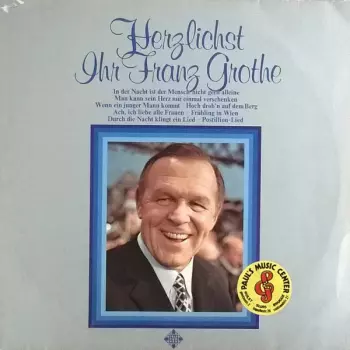 Herzlichst
Ihr Franz Grothe
In der Nacht ist der Mensch nicht gern alleine
Man kann sein Herz nur einmal verschenken
Wenn ein junger Mann kommt · Hoch drob'n auf dem Berg
Ach, ich liebe alle Frauen · Frühling in Wien
Durch die Nacht klingt ein Lied · Postillion-Lied
PAUL'S MUSIC CENTER